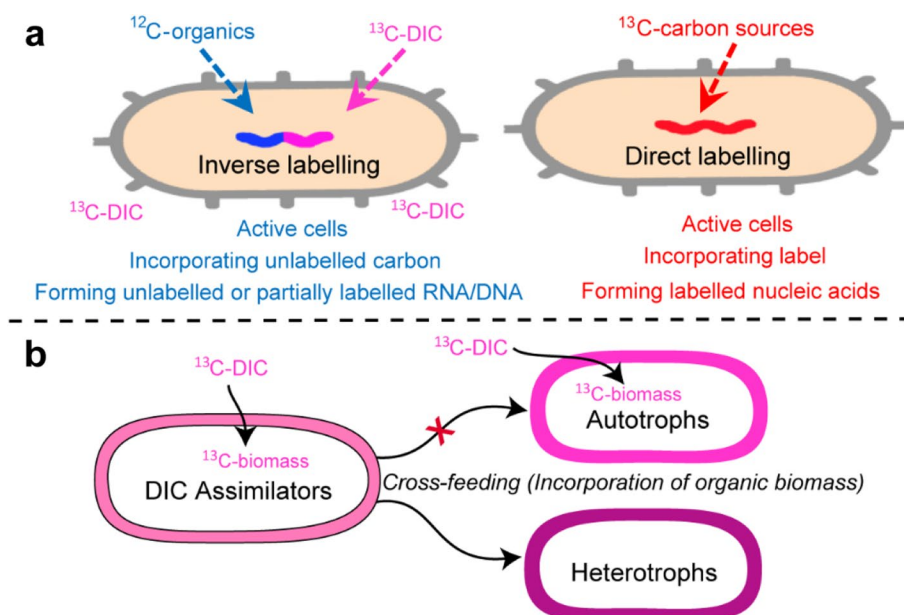 a
¹²C-organics
¹³C-DIC
Inverse labelling
¹³C-DIC
¹³C-DIC
Active cells
Incorporating unlabelled carbon
Forming unlabelled or partially labelled RNA/DNA
¹³C-carbon sources
Direct labelling
Active cells
Incorporating label
Forming labelled nucleic acids
b
¹³C-DIC
¹³C-biomass
DIC Assimilators
¹³C-DIC
¹³C-biomass
Autotrophs
Cross-feeding (Incorporation of organic biomass)
Heterotrophs